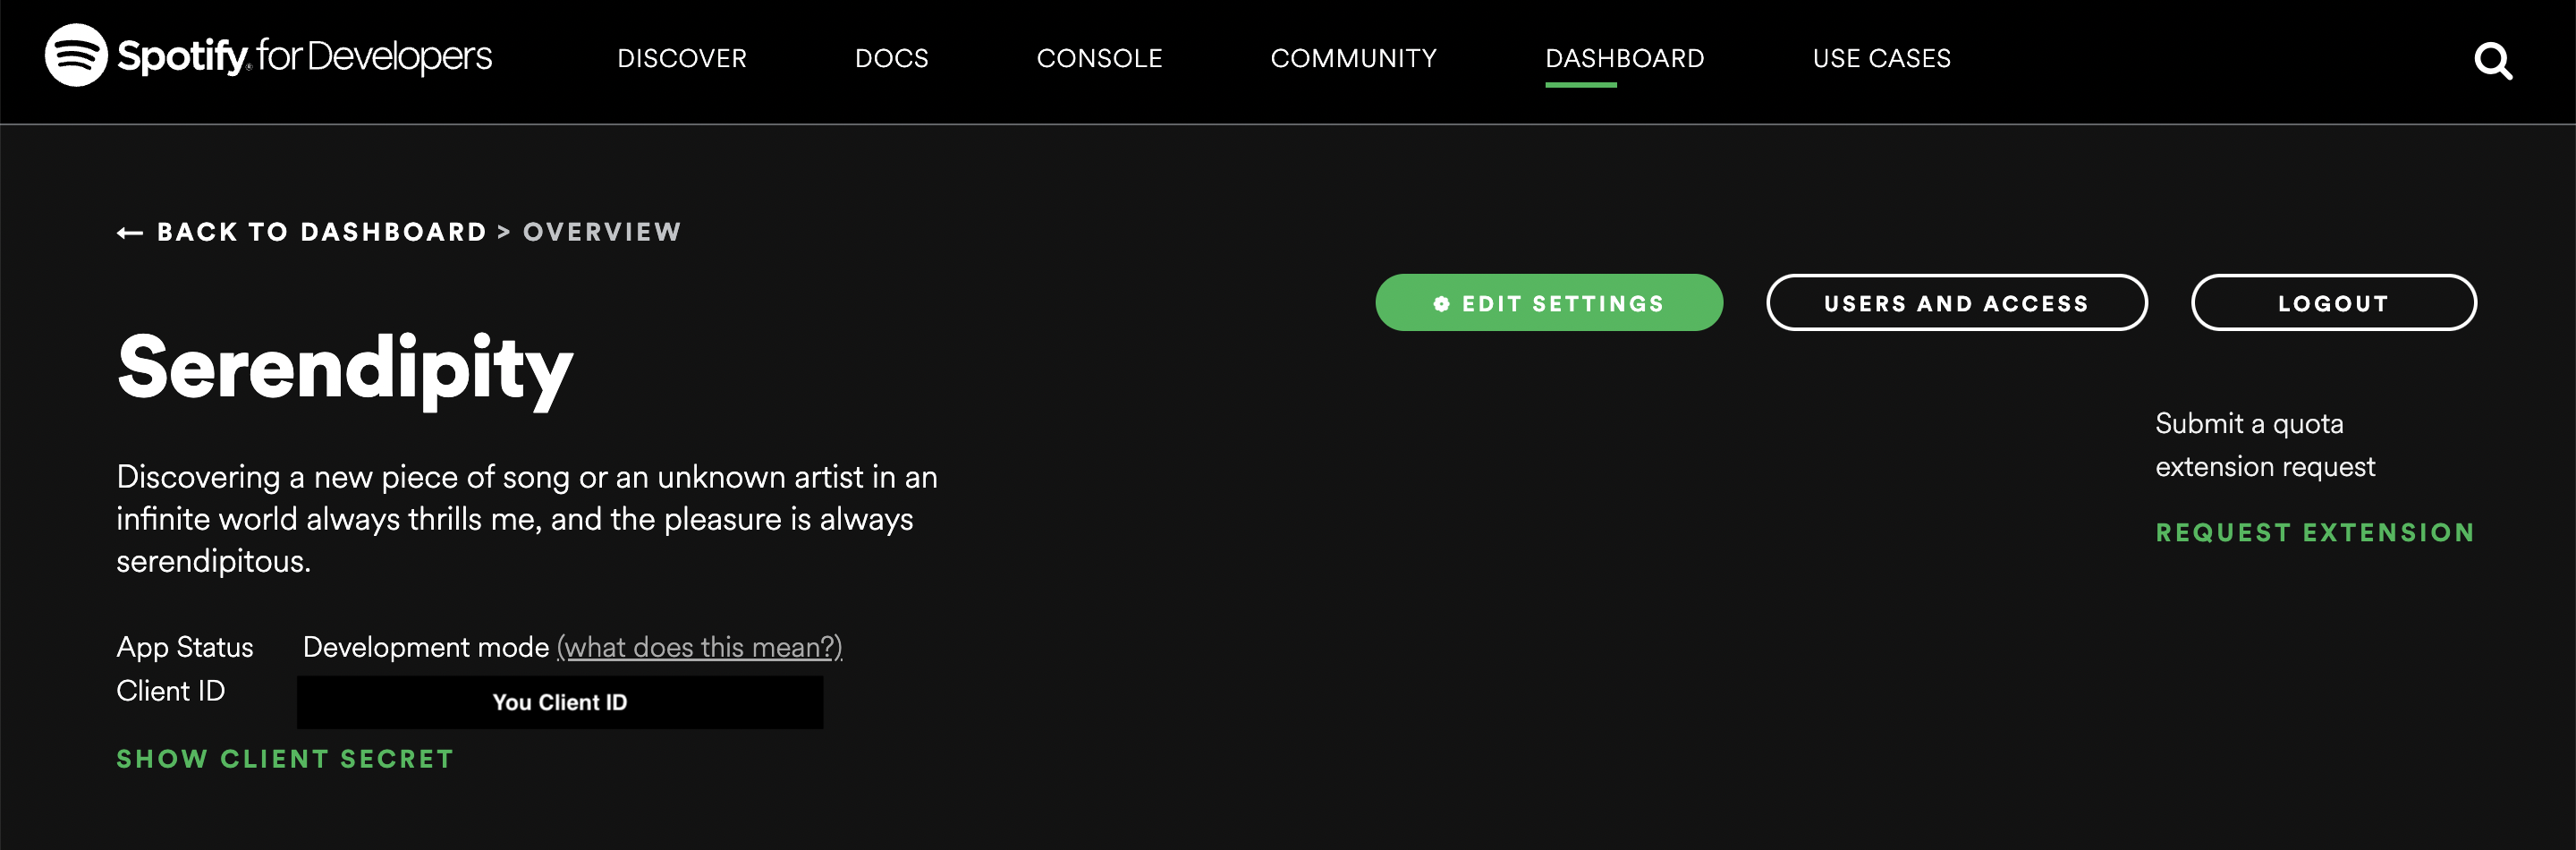 Spotify® for Developers
DISCOVER
DOCS
CONSOLE
COMMUNITY
DASHBOARD
USE CASES
← BACK TO DASHBOARD > OVERVIEW
EDIT SETTINGS
USERS AND ACCESS
LOGOUT
Serendipity
Submit a quota
extension request
REQUEST EXTENSION
Discovering a new piece of song or an unknown artist in an
infinite world always thrills me, and the pleasure is always
serendipitous.
App Status Development mode (what does this mean?)
Client ID You Client ID
SHOW CLIENT SECRET